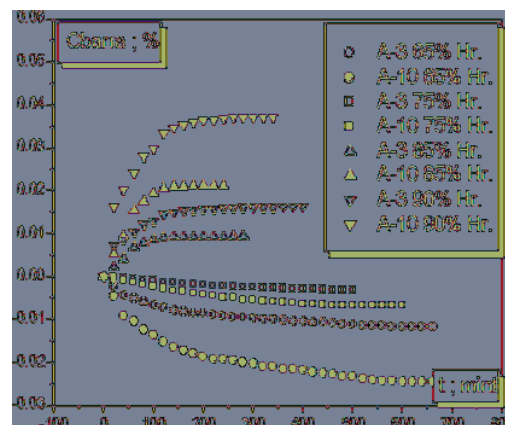 0.06
Cbana ; %
0.05
0.04
0.03
0.02
0.01
0.00
-0.01
-0.02
-0.03
A-3 65% Hr.
A-10 65% Hr.
A-3 75% Hr.
A-10 75% Hr.
A-3 85% Hr.
A-10 85% Hr.
A-3 90% Hr.
A-10 90% Hr.
t ; mint
-100 0 100 200 300 400 500 600 700